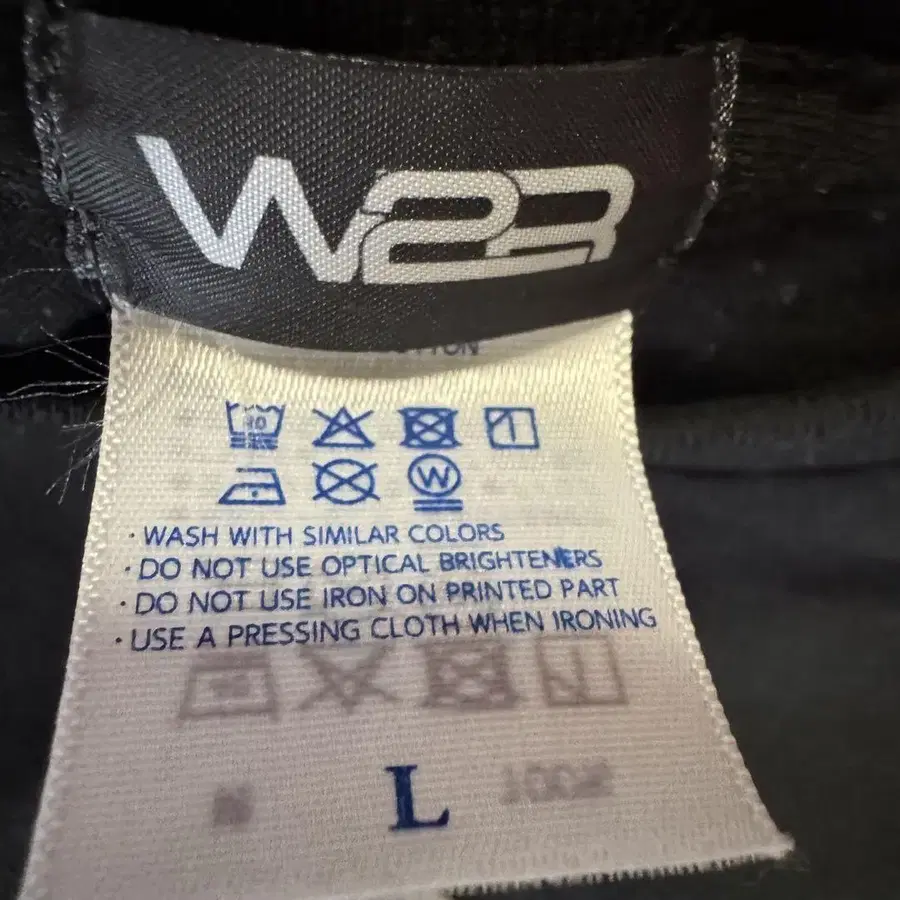 W23
WASH WITH SIMILAR COLORS
DO NOT USE OPTICAL BRIGHTENERS
DO NOT USE IRON ON PRINTED PART
USE A PRESSING CLOTH WHEN IRONING
L